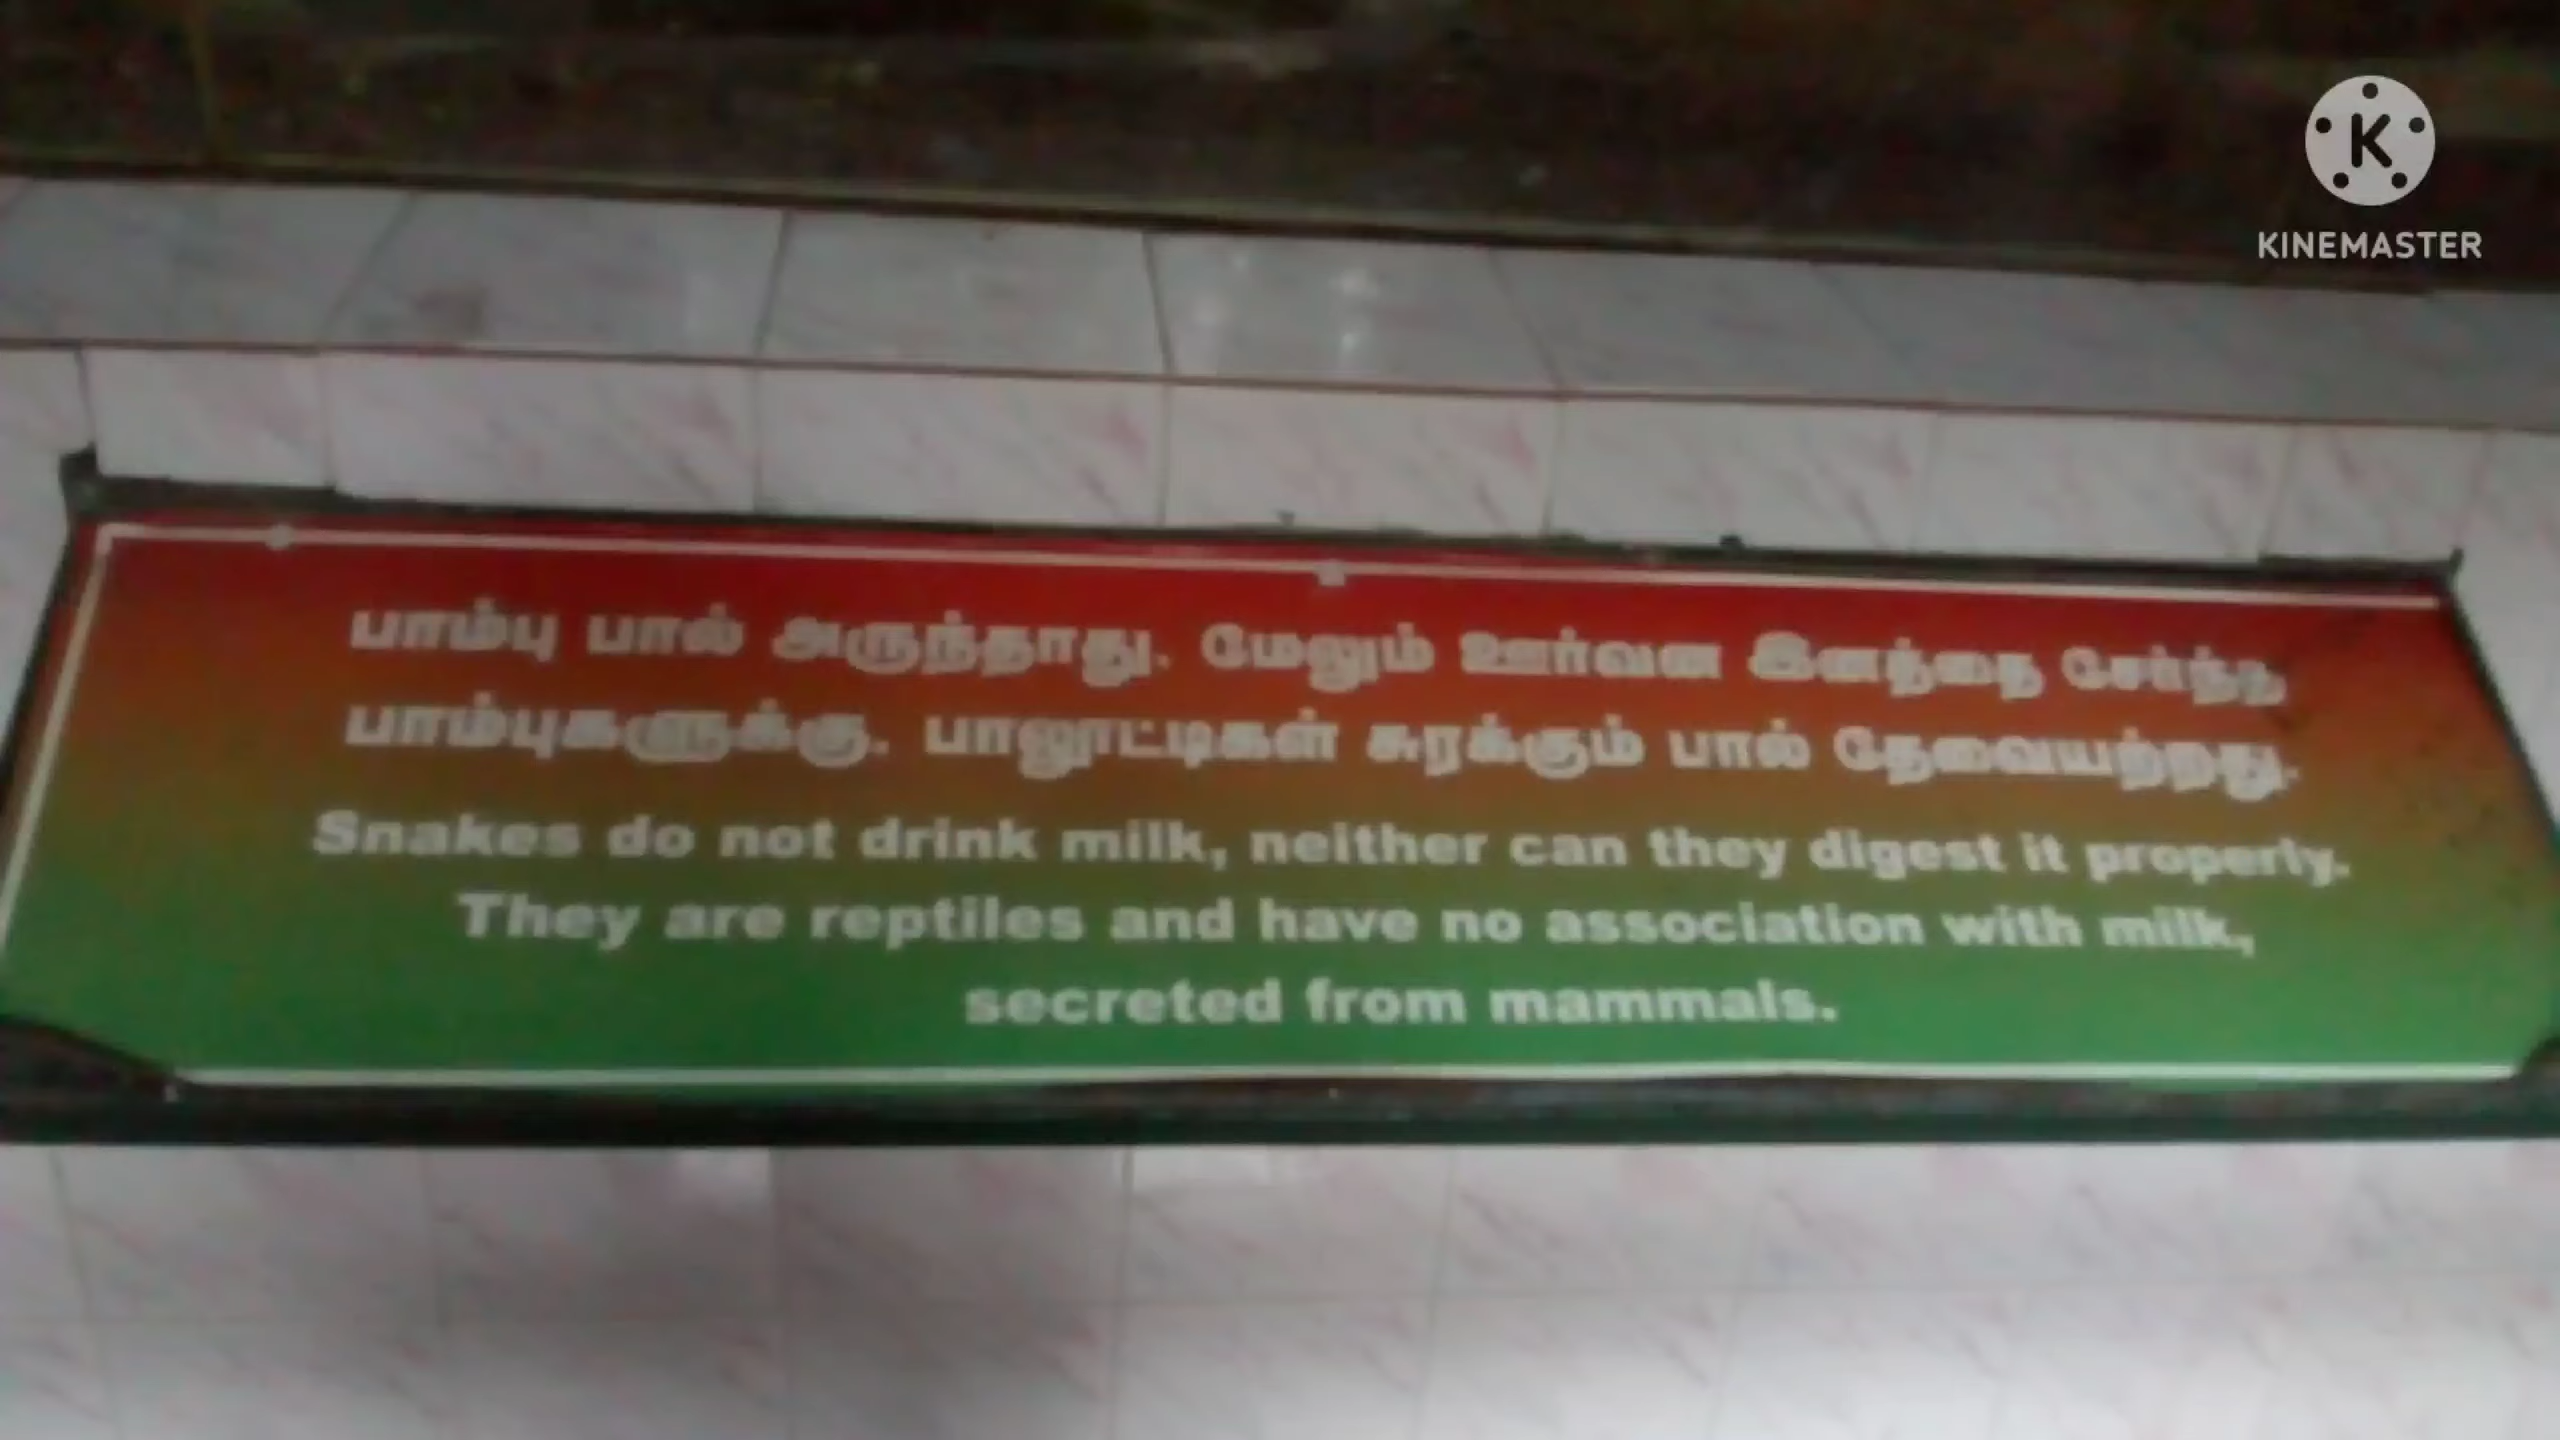 KINEMASTER
பாம்பு பால் அருந்தாது. மேலும் ஊர்வன இனத்தை சேர்ந்த
பாம்புகளுக்கு. பாலூட்டிகள் சுரக்கும் பால் தேவையற்றது.
Snakes do not drink milk, neither can they digest it properly.
They are reptiles and have no association with milk,
secreted from mammals.